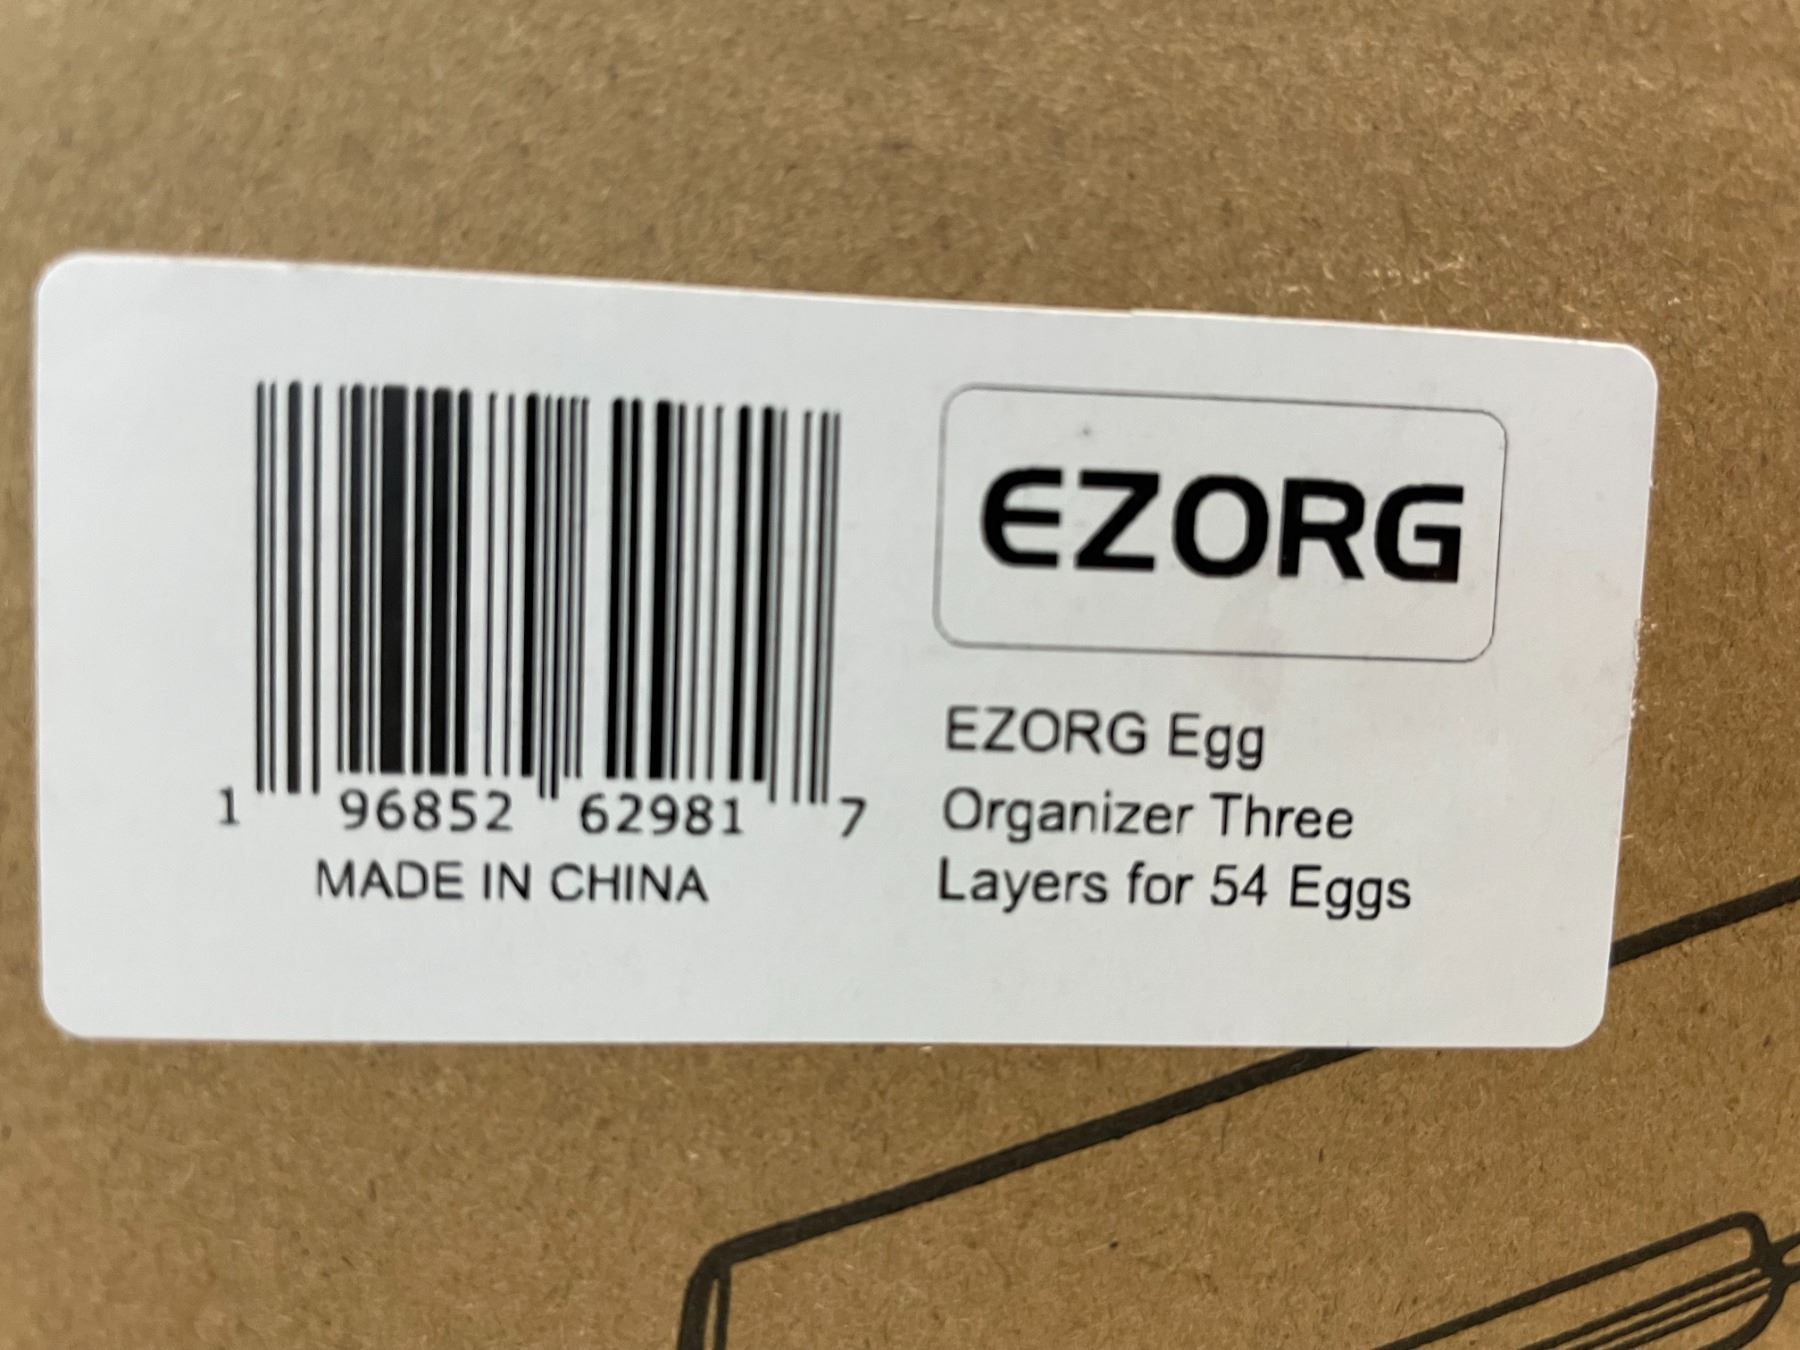 EZORG
1 96852 62981 7
MADE IN CHINA
EZORG Egg
Organizer Three
Layers for 54 Eggs